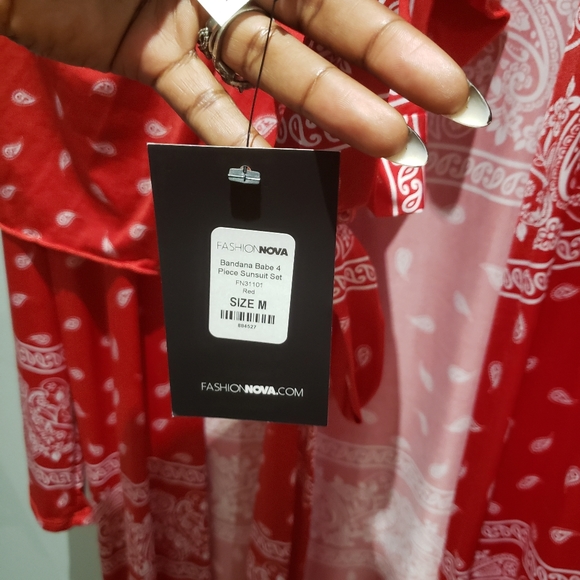 FASHIONNOVA
Bandana Babe 4
Piece Sunsuit Set
FN31101
Red
SIZE M
884527
FASHIONNOVA.COM